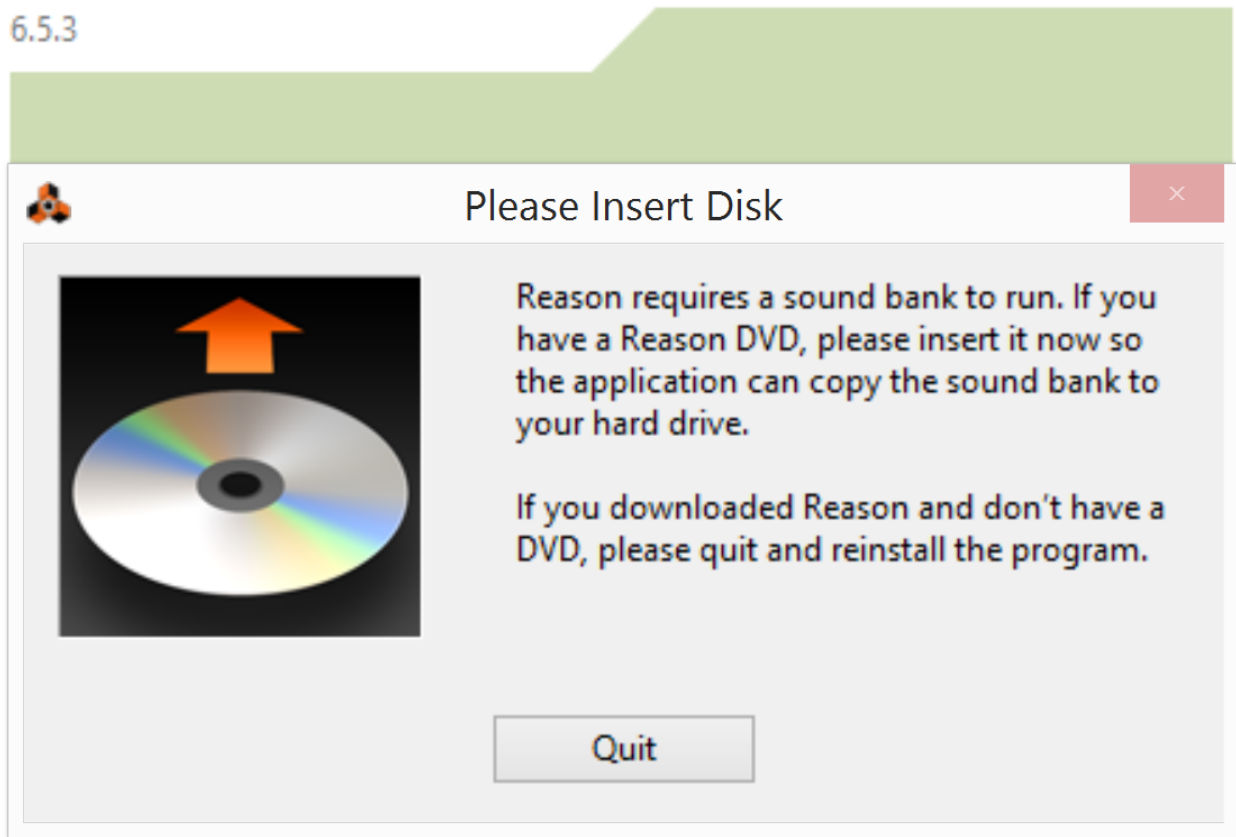 6.5.3
Please Insert Disk
×
Reason requires a sound bank to run. If you
have a Reason DVD, please insert it now so
the application can copy the sound bank to
your hard drive.
If you downloaded Reason and don't have a
DVD, please quit and reinstall the program.
Quit